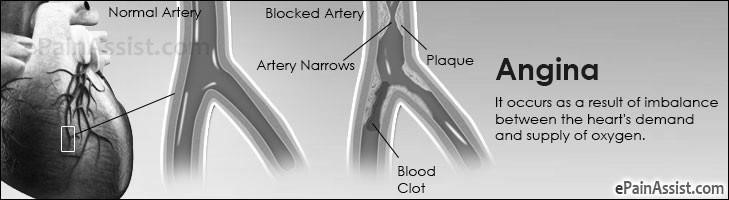 Normal Artery
ePainAssist.com
Blocked Artery
Artery Narrows
Plaque
Blood
Clot
Angina
It occurs as a result of imbalance
between the heart's demand
and supply of oxygen.
ePainAssist.com